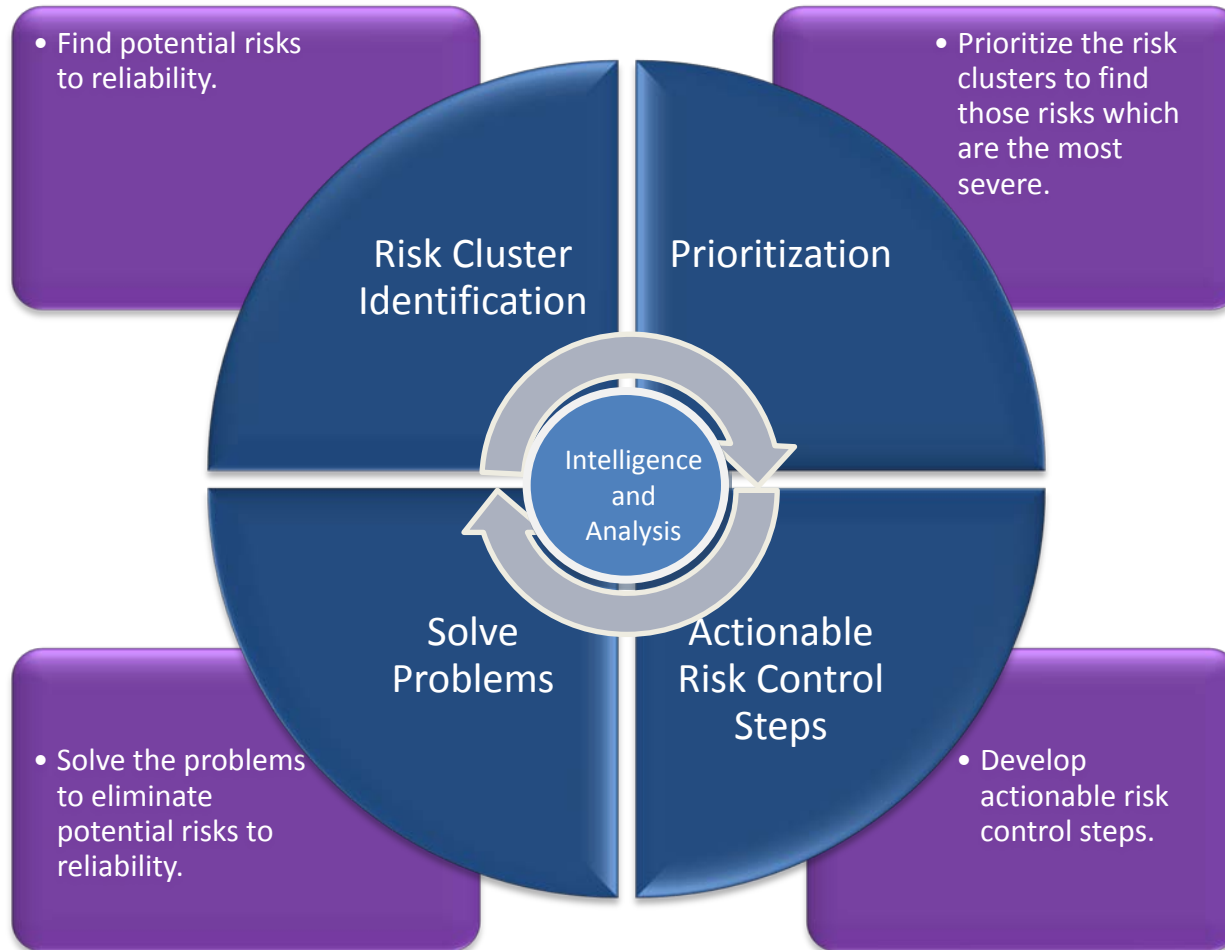 • Find potential risks
to reliability.
• Prioritize the risk
clusters to find
those risks which
are the most
severe.
Risk Cluster
Identification
Prioritization
Intelligence
and
Analysis
Solve
Problems
Actionable
Risk Control
Steps
• Solve the problems
to eliminate
potential risks to
reliability.
• Develop
actionable risk
control steps.